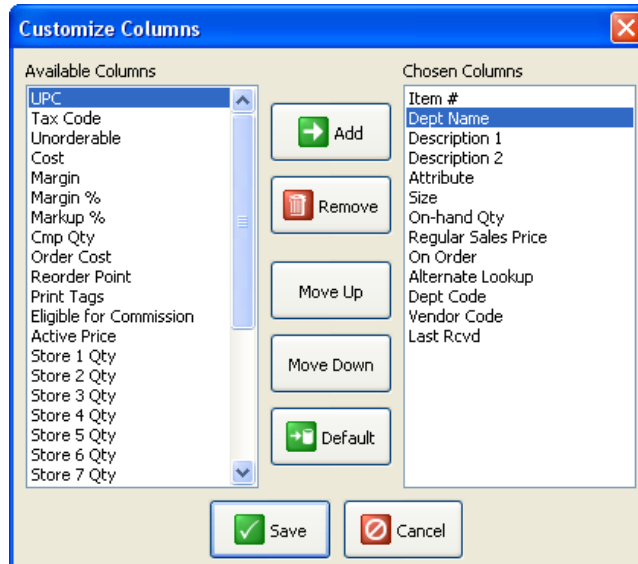 Customize Columns
Available Columns
UPC
Tax Code
Unorderable
Cost
Margin
Margin %
Markup %
Cmp Qty
Order Cost
Reorder Point
Print Tags
Eligible for Commission
Active Price
Store 1 Qty
Store 2 Qty
Store 3 Qty
Store 4 Qty
Store 5 Qty
Store 6 Qty
Store 7 Qty
Add
Remove
Move Up
Move Down
Default
Chosen Columns
Item #
Dept Name
Description 1
Description 2
Attribute
Size
On-hand Qty
Regular Sales Price
On Order
Alternate Lookup
Dept Code
Vendor Code
Last Rcvd
Save
Cancel